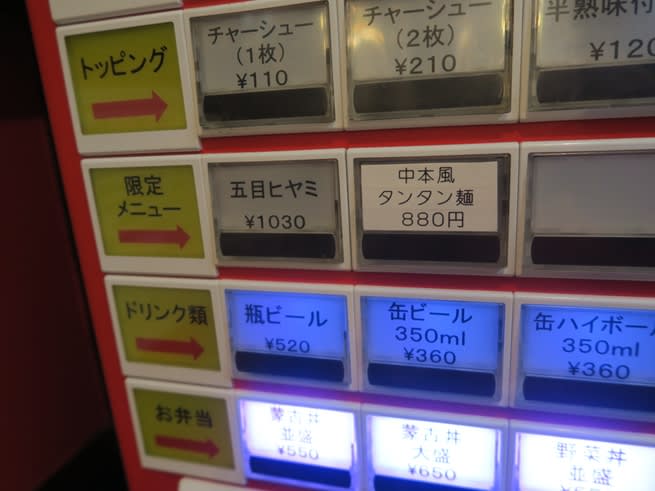 トッピング
チャーシュー
(1枚)
¥110
チャーシュー
(2枚)
¥210
半熟味付
¥120
限定
メニュー
五目ヒヤミ
¥1030
中本風
タンタン麺
880円
ドリンク類
瓶ビール
¥520
缶ビール
350ml
¥360
缶ハイボール
350ml
¥360
お弁当
蒙古丼
並盛
¥550
蒙古丼
大盛
¥650
野菜丼
並盛